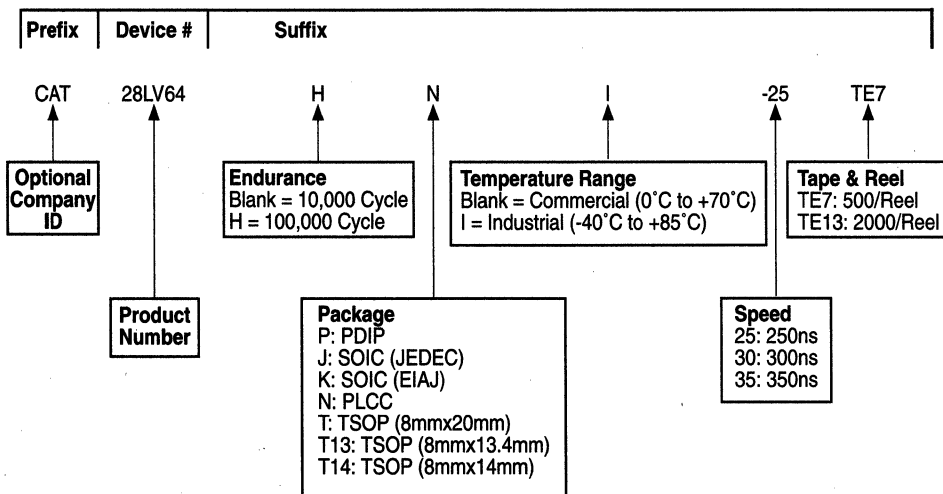 Prefix Device # Suffix
CAT 28LV64 H N I -25 TE7
Optional
Company
ID
Product
Number
Endurance
Blank = 10,000 Cycle
H = 100,000 Cycle
Package
P: PDIP
J: SOIC (JEDEC)
K: SOIC (EIAJ)
N: PLCC
T: TSOP (8mmx20mm)
T13: TSOP (8mmx13.4mm)
T14: TSOP (8mmx14mm)
Temperature Range
Blank = Commercial (0˚C to +70˚C)
I = Industrial (-40˚C to +85˚C)
Speed
25: 250ns
30: 300ns
35: 350ns
Tape & Reel
TE7: 500/Reel
TE13: 2000/Reel